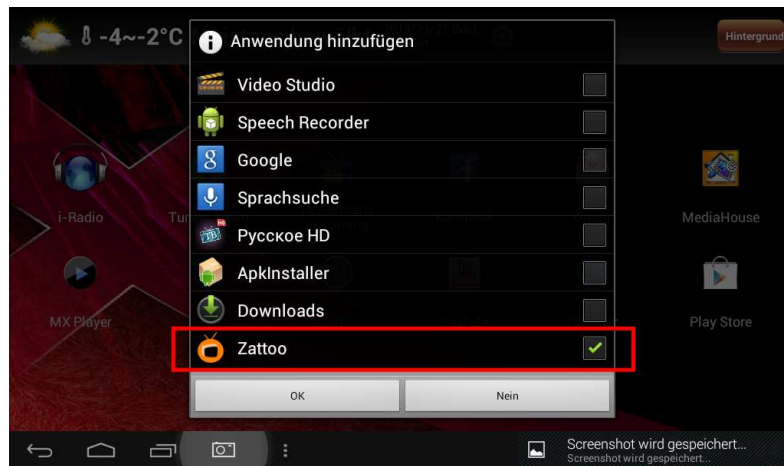 -4~-2°C
Anwendung hinzufügen
Hintergrund
Video Studio
Speech Recorder
Google
Sprachsuche
i-Radio
MediaHouse
Русское HD
ApkInstaller
Downloads
MX Player
Play Store
Zattoo
OK
Nein
Screenshot wird gespeichert...
Screenshot wird gespeichert...